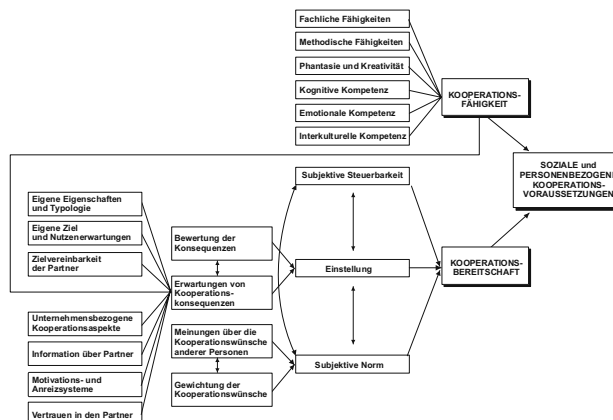 Fachliche Fähigkeiten
Methodische Fähigkeiten
Phantasie und Kreativität
Kognitive Kompetenz
Emotionale Kompetenz
Interkulturelle Kompetenz
KOOPERATIONS-
FÄHIGKEIT
SOZIALE und
PERSONENBEZOGENE
KOOPERATIONS-
VORAUSSETZUNGEN
Subjektive Steuerbarkeit
Eigene Eigenschaften
und Typologie
Eigene Ziel
und Nutzenerwartungen
Zielvereinbarkeit
der Partner
Bewertung der
Konsequenzen
Erwartungen von
Kooperations-
konsequenzen
Einstellung
KOOPERATIONS-
BEREITSCHAFT
Unternehmensbezogene
Kooperationsaspekte
Information über Partner
Motivations- und
Anreizsysteme
Vertrauen in den Partner
Meinungen über die
Kooperationswünsche
anderer Personen
Gewichtung der
Kooperationswünsche
Subjektive Norm